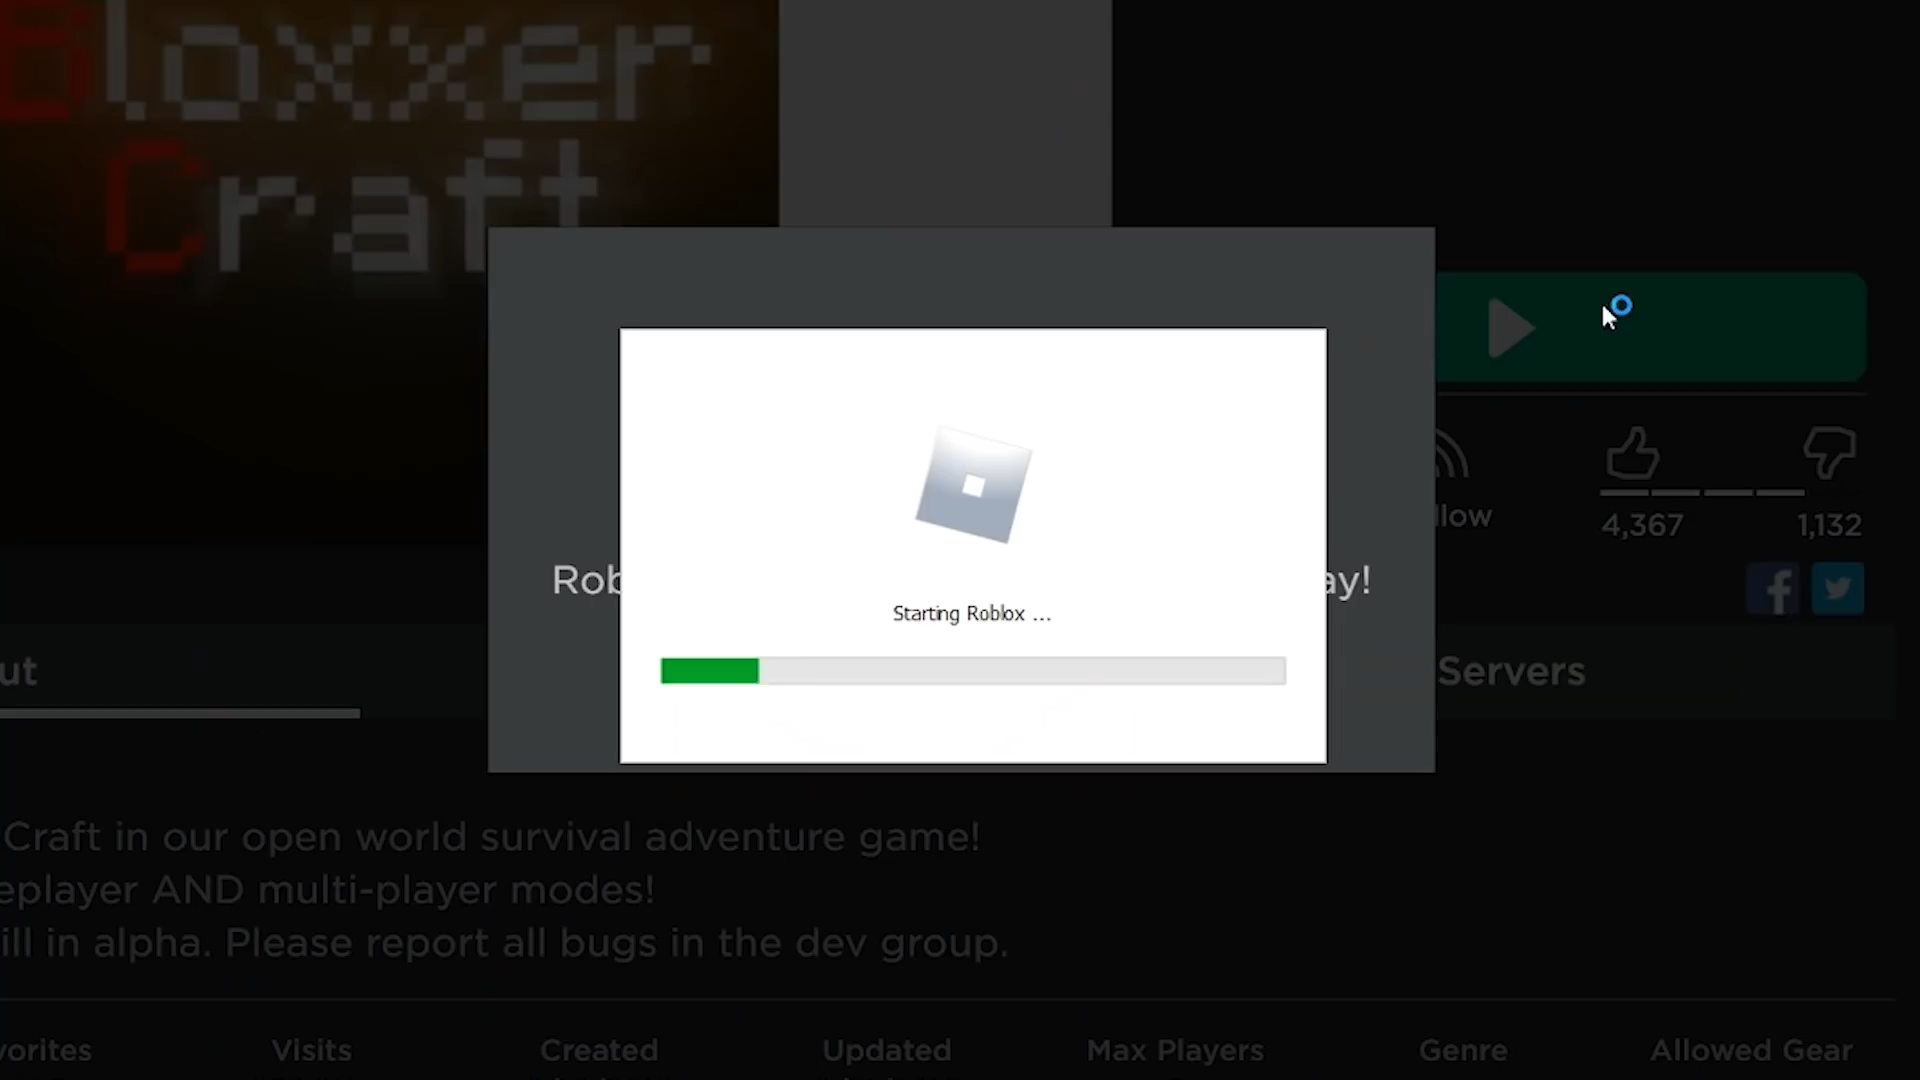 Bloxxer
Craft
Rob
ay!
Starting Roblox ...
llow
4,367
1,132
ut
Servers
Craft in our open world survival adventure game!
eplayer AND multi-player modes!
ill in alpha. Please report all bugs in the dev group.
vorites
Visits
Created
Updated
Max Players
Genre
Allowed Gear